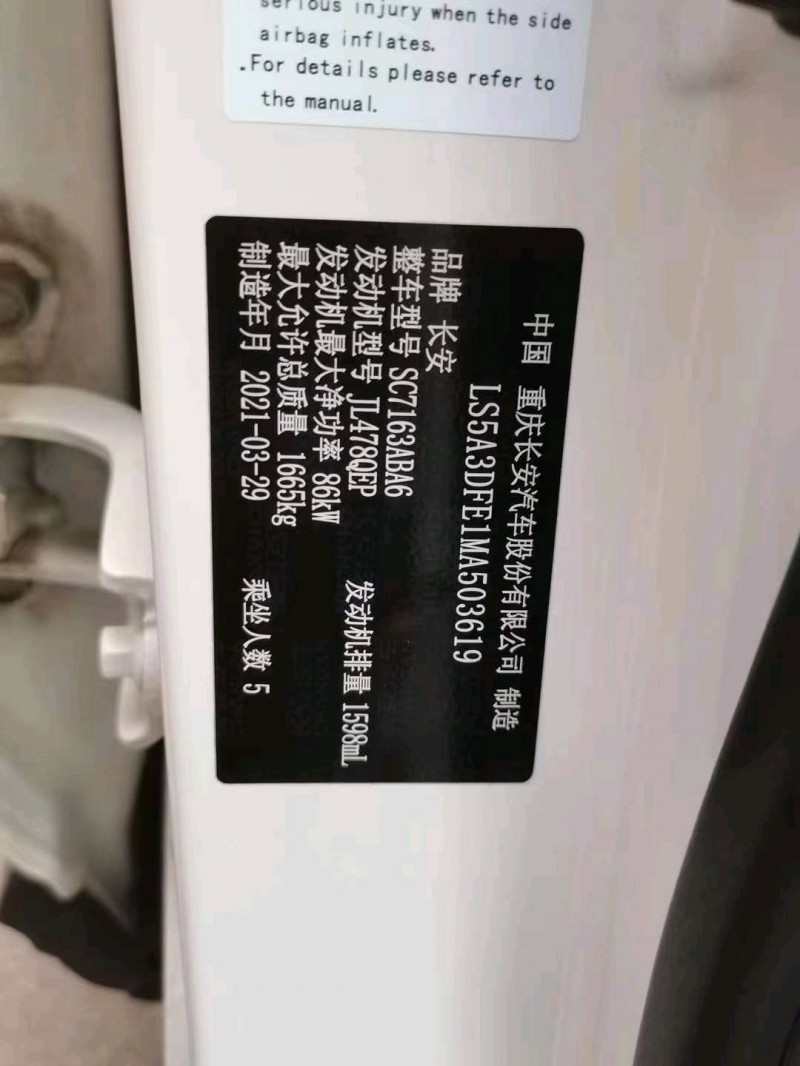 serious injury when the side
airbag inflates.
.For details please refer to
the manual.
中国 重庆长安汽车股份有限公司 制造
LS5A3DFE1MA503619
品牌 长安
整车型号 SC7163ABA6
发动机型号 JL478QEP 发动机排量 1598mL
发动机最大净功率 86kW
最大允许总质量 1665kg
制造年月 2021-03-29 乘坐人数 5